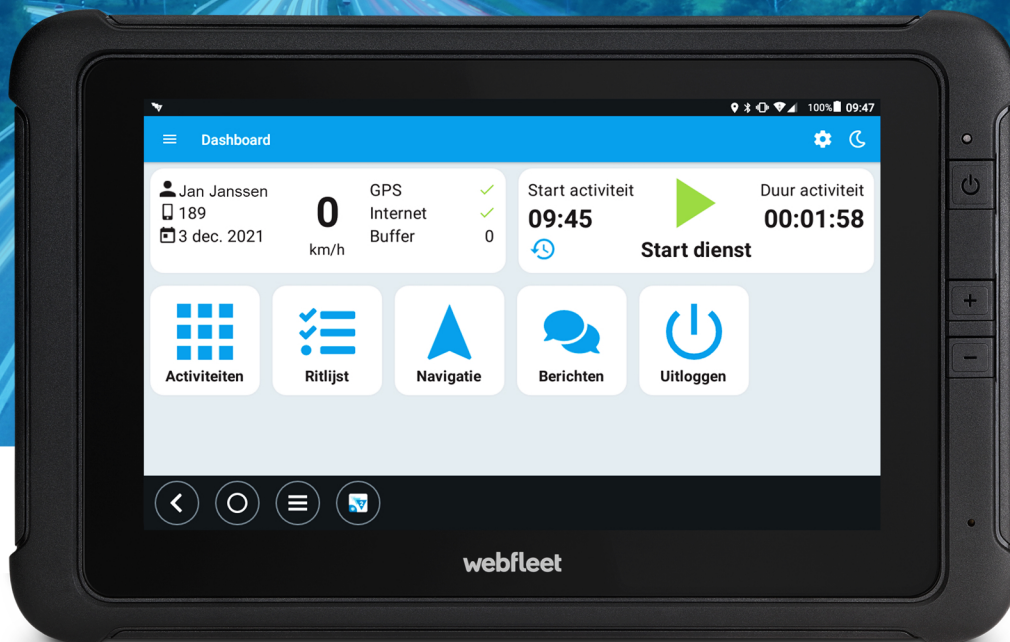 100% 09:47
Dashboard
Jan Janssen
189
3 dec. 2021
0
km/h
GPS
Internet
Buffer 0
Start activiteit
09:45
Start dienst
Duur activiteit
00:01:58
Activiteiten
Ritlijst
Navigatie
Berichten
Uitloggen
webfleet